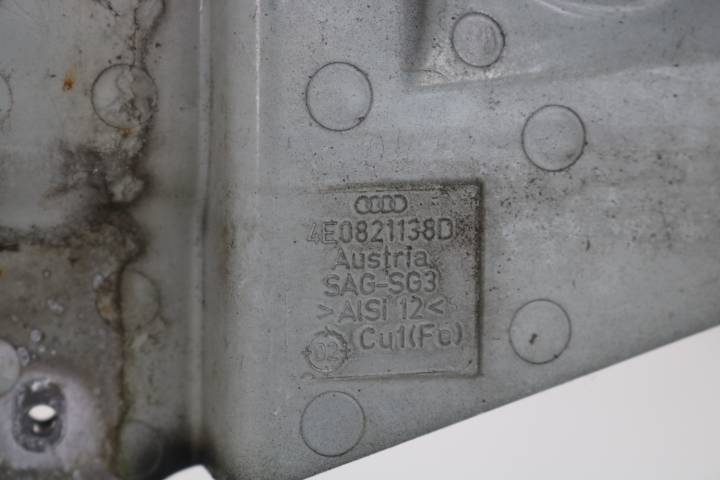 4E0821138D
Austria
SAG-SG3
>AlSi 12<
02 Cu1(Fe)